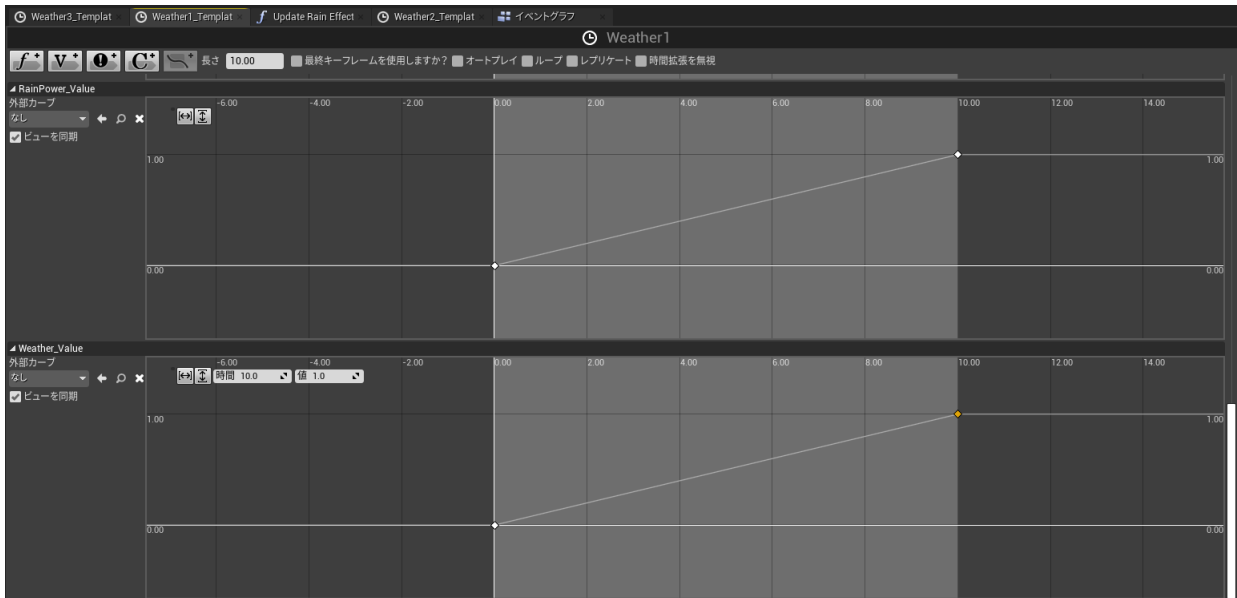 Weather3_Templat Weather1_Templat f Update Rain Effect Weather2_Templat イベントグラフ
Weather1
f+ V+ !+ C+ 長さ 10.00 最終キーフレームを使用しますか? オートプレイ ループ レプリケート 時間拡張を無視
RainPower_Value
外部カーブ
なし
ビューを同期
-6.00 -4.00 -2.00 0.00 2.00 4.00 6.00 8.00 10.00 12.00 14.00
1.00 1.00
0.00 0.00
Weather_Value
外部カーブ
なし
ビューを同期
-6.00 -4.00 -2.00 0.00 2.00 4.00 6.00 8.00 10.00 12.00 14.00
時間 10.0 値 1.0
1.00 1.00
0.00 0.00